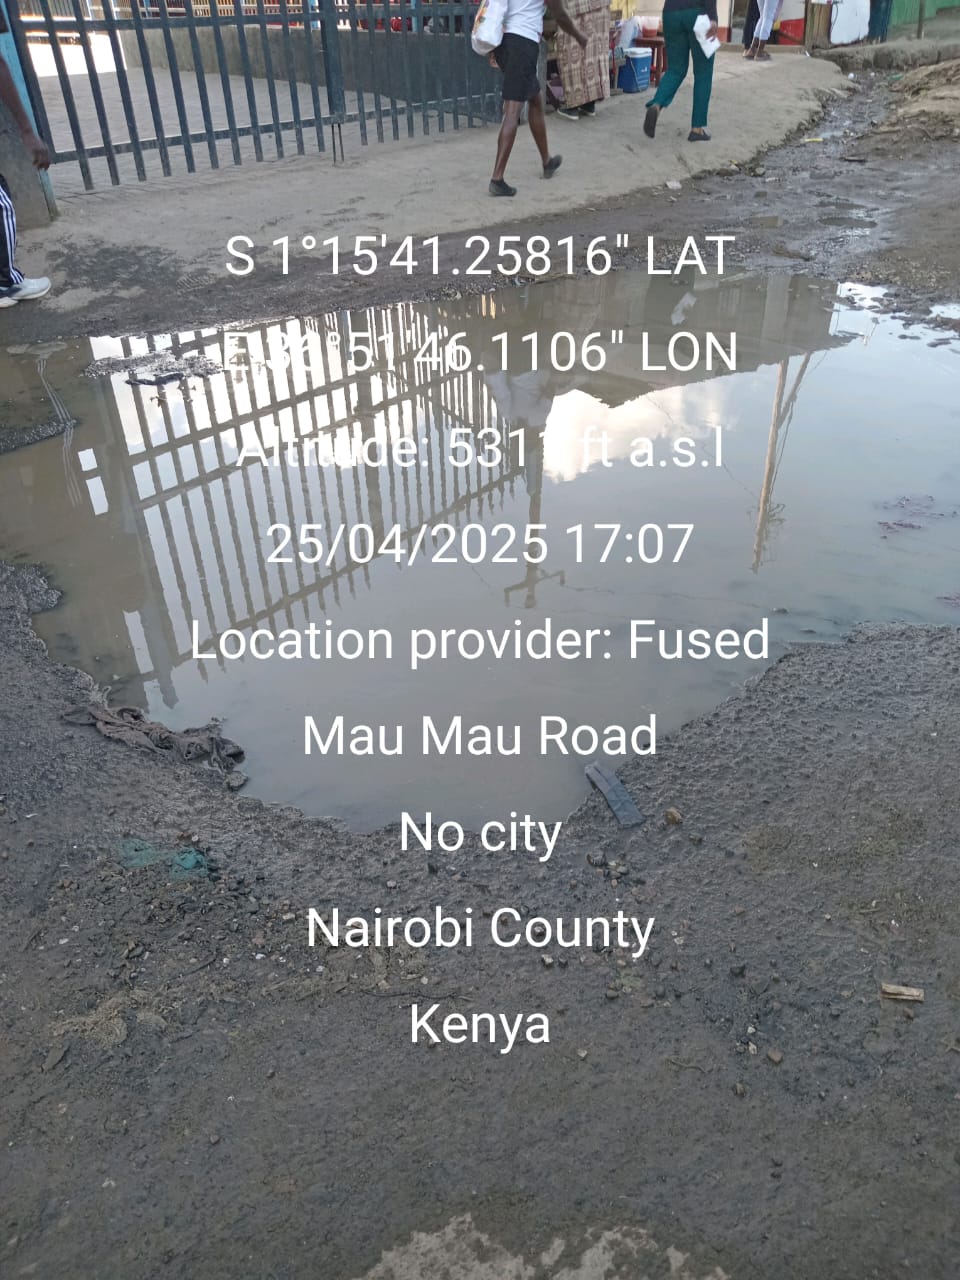 S 1°15'41.25816" LAT
E 36°51'46.1106" LON
Altitude: 5311 ft a.s.l
25/04/2025 17:07
Location provider: Fused
Mau Mau Road
No city
Nairobi County
Kenya